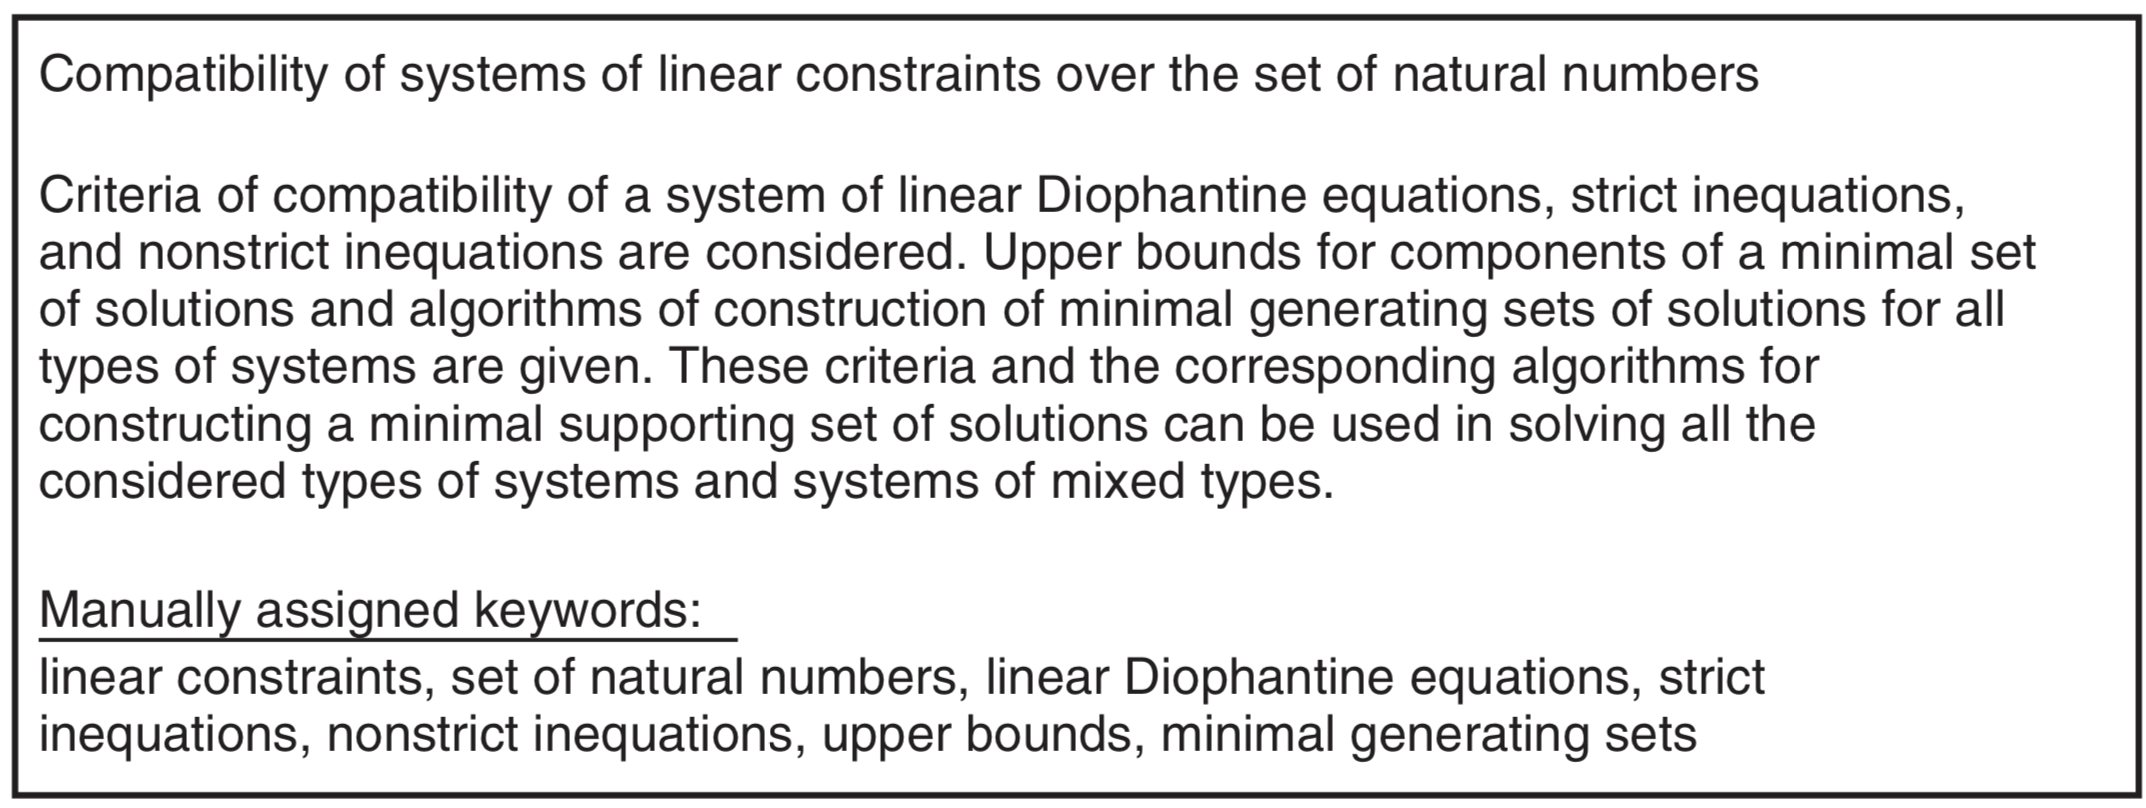 Compatibility of systems of linear constraints over the set of natural numbers
Criteria of compatibility of a system of linear Diophantine equations, strict inequations,
and nonstrict inequations are considered. Upper bounds for components of a minimal set
of solutions and algorithms of construction of minimal generating sets of solutions for all
types of systems are given. These criteria and the corresponding algorithms for
constructing a minimal supporting set of solutions can be used in solving all the
considered types of systems and systems of mixed types.
Manually assigned keywords:
linear constraints, set of natural numbers, linear Diophantine equations, strict
inequations, nonstrict inequations, upper bounds, minimal generating sets